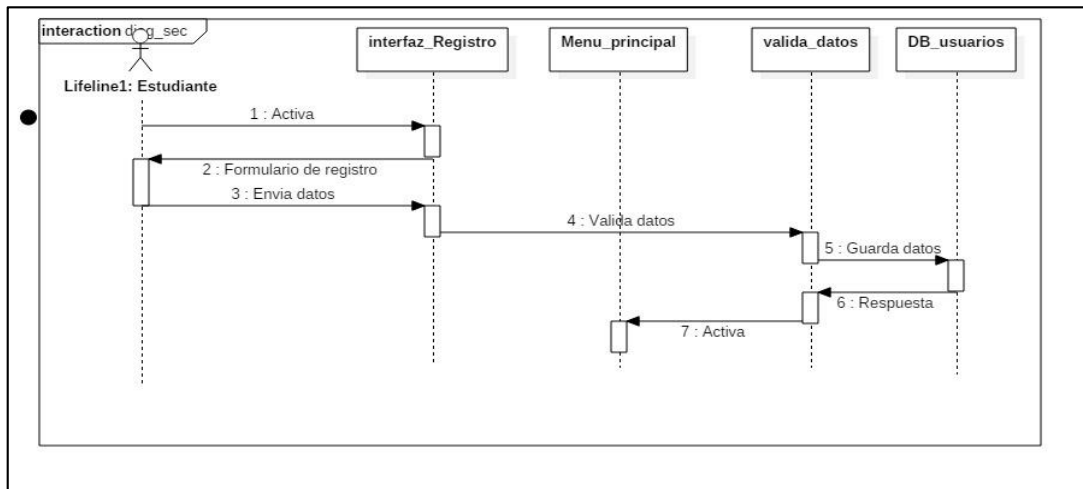 interaction diag_sec
interfaz_Registro
Menu_principal
valida_datos
DB_usuarios
Lifeline1: Estudiante
1 : Activa
2 : Formulario de registro
3 : Envia datos
4 : Valida datos
5 : Guarda datos
6 : Respuesta
7 : Activa